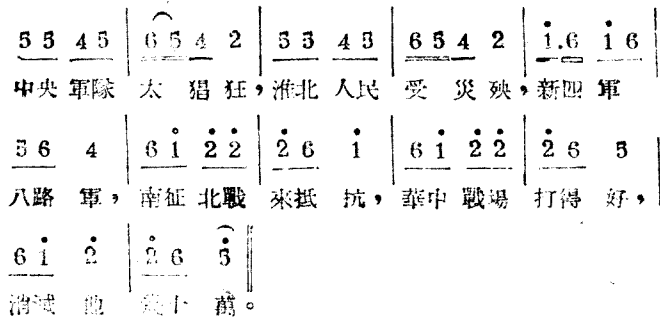 5 5 4 5 | 6 5 4 2 | 5 5 4 5 | 6 5 4 2 | 1.6 1 6 |
中央 軍隊 太 猖 狂，淮北 人民 受 災 殃，新四 軍
5 6 4 | 6 1 2 2 | 2 6 1 | 6 1 2 2 | 2 6 5 |
八路 軍，南征 北戰 來抵 抗，華中 戰場 打得 好，
6 1 2 | 2 6 5 ‖
消滅 他 十 萬。